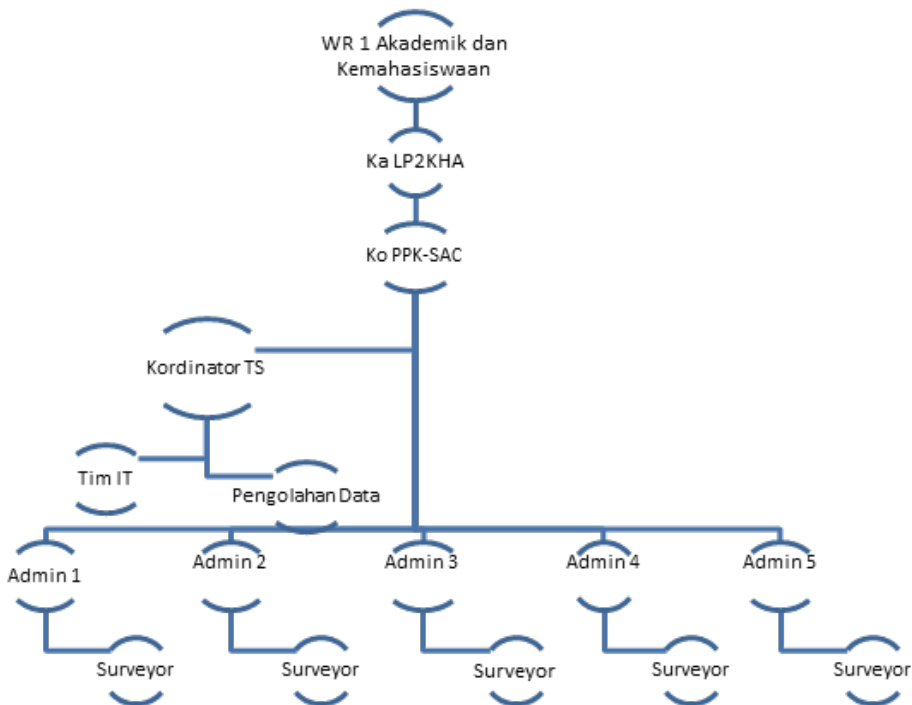 WR 1 Akademik dan
Kemahasiswaan
Ka LP2KHA
Ko PPK-SAC
Kordinator TS
Tim IT
Pengolahan Data
Admin 1
Admin 2
Admin 3
Admin 4
Admin 5
Surveyor
Surveyor
Surveyor
Surveyor
Surveyor